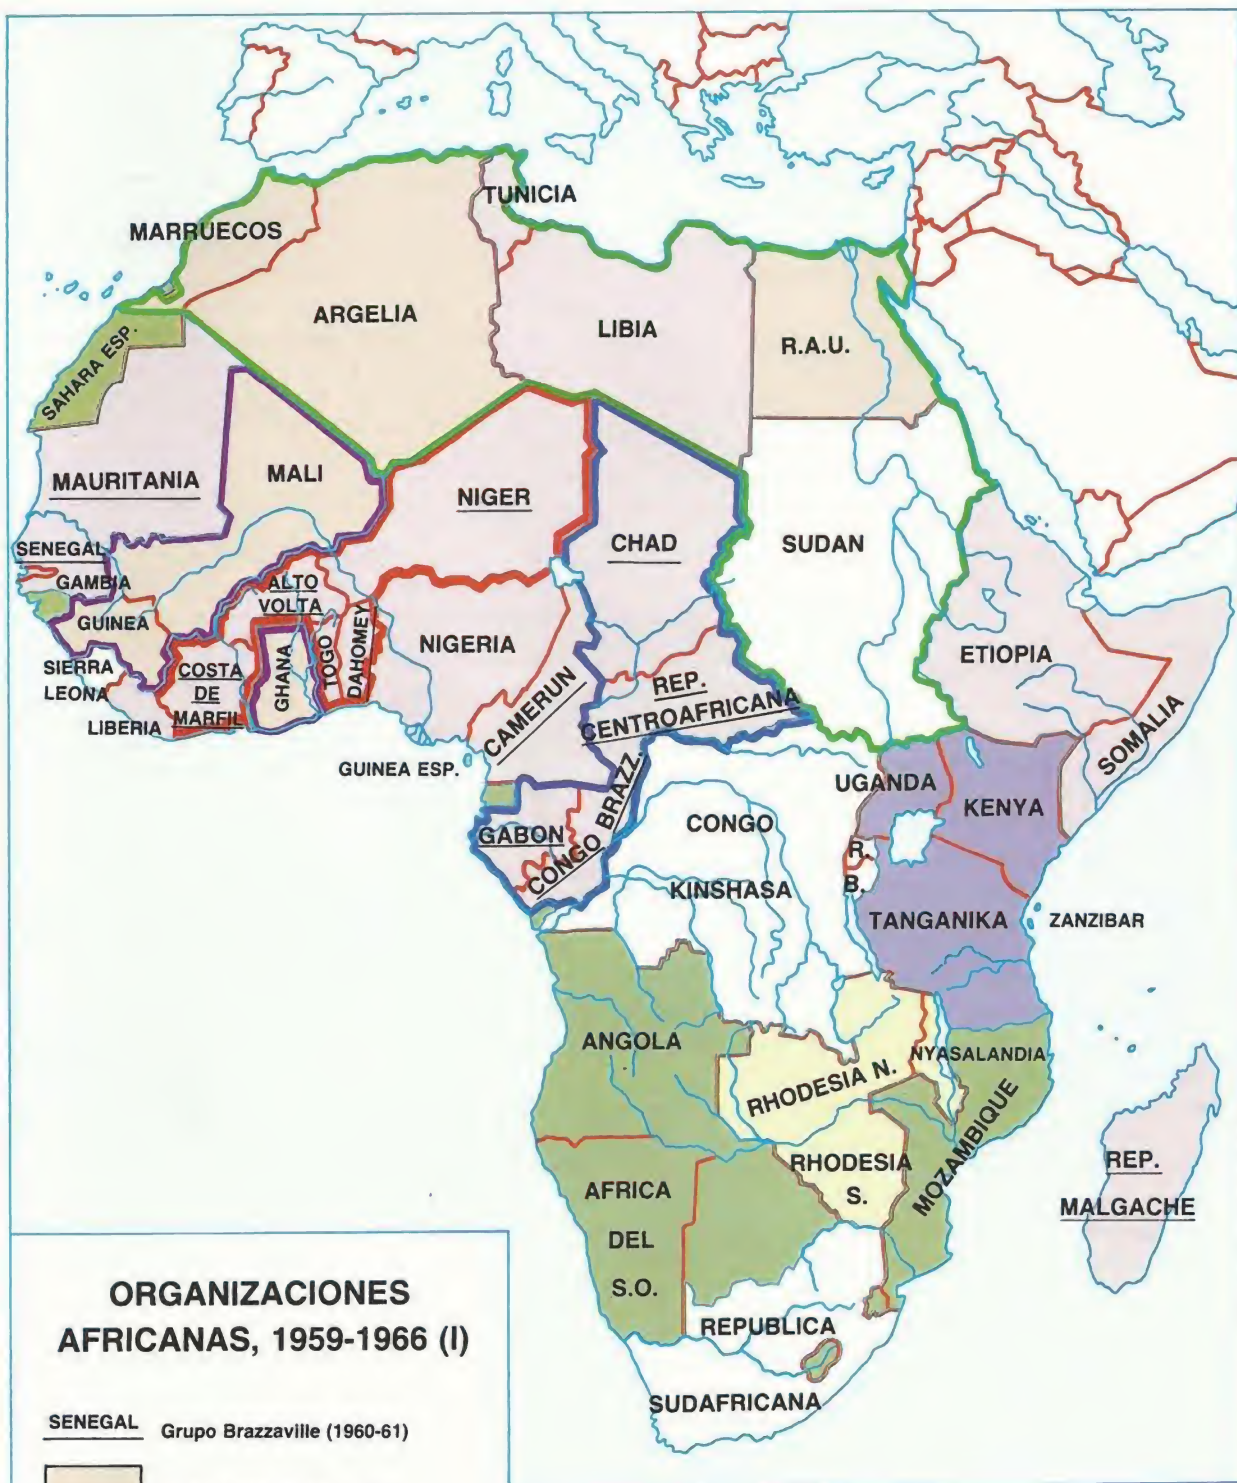 TUNICIA
MARRUECOS
ARGELIA
LIBIA
R.A.U.
SAHARA ESP.
MAURITANIA
MALI
NIGER
CHAD
SUDAN
SENEGAL
GAMBIA
GUINEA
ALTO
VOLTA
SIERRA
LEONA
LIBERIA
COSTA
DE
MARFIL
GHANA
TOGO
DAHOMEY
NIGERIA
CAMERUN
REP.
CENTROAFRICANA
ETIOPIA
SOMALIA
GUINEA ESP.
GABON
CONGO BRAZZ.
CONGO
KINSHASA
UGANDA
KENYA
R.
B.
TANGANIKA
ZANZIBAR
ANGOLA
RHODESIA N.
NYASALANDIA
MOZAMBIQUE
RHODESIA
S.
AFRICA
DEL
S.O.
REP.
MALGACHE
REPUBLICA
SUDAFRICANA
ORGANIZACIONES
AFRICANAS, 1959-1966 (I)
SENEGAL Grupo Brazzaville (1960-61)